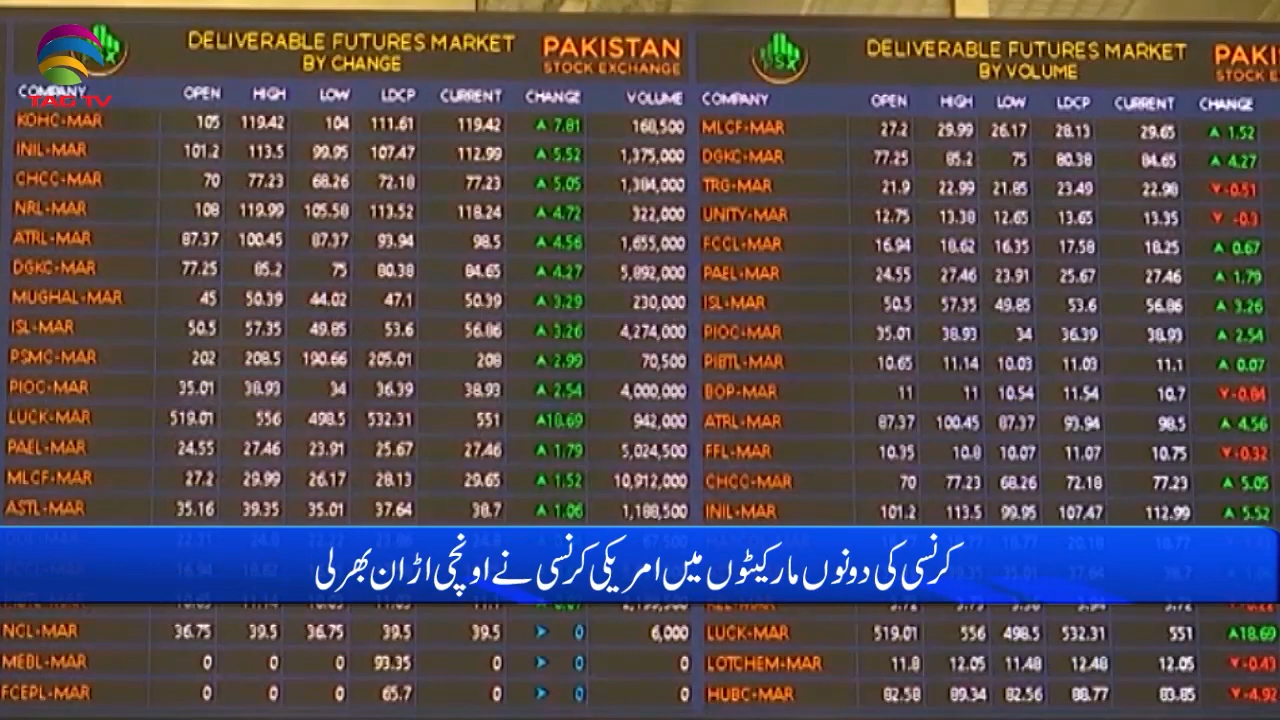 TAG TV
DELIVERABLE FUTURES MARKET
BY CHANGE
PAKISTAN
STOCK EXCHANGE
COMPANY OPEN HIGH LOW LDCP CURRENT CHANGE VOLUME
KOHC-MAR 105 119.42 104 111.61 119.42 7.81 160,500
INIL-MAR 101.2 113.5 99.95 107.47 112.99 5.52 1,375,000
CHCC-MAR 70 77.23 68.26 72.18 77.23 5.05 1,384,000
NRL-MAR 108 119.99 105.58 113.52 118.24 4.72 322,000
ATRL-MAR 87.37 100.45 87.37 93.94 98.5 4.56 1,655,000
DGKC-MAR 77.25 85.2 75 80.38 84.65 4.27 5,892,000
MUGHAL-MAR 45 50.39 44.02 47.1 50.39 3.29 230,000
ISL-MAR 50.5 57.35 49.85 53.6 56.86 3.26 4,274,000
PSMC-MAR 202 208.5 190.66 205.01 208 2.99 70,500
PIOC-MAR 35.01 38.93 34 36.39 38.93 2.54 4,000,000
LUCK-MAR 519.01 556 498.5 532.31 551 18.69 942,000
PAEL-MAR 24.55 27.46 23.91 25.67 27.46 1.79 5,024,500
MLCF-MAR 27.2 29.99 26.17 28.13 29.65 1.52 10,912,000
ASTL-MAR 35.16 39.35 35.01 37.64 38.7 1.06 1,188,500
NCL-MAR 36.75 39.5 36.75 39.5 39.5 0 6,000
MEBL-MAR 0 0 0 93.35 0 0 0
FCEPL-MAR 0 0 0 65.7 0 0 0
PSX
DELIVERABLE FUTURES MARKET
BY VOLUME
PAKI
STOCK E
COMPANY OPEN HIGH LOW LDCP CURRENT CHANGE
MLCF-MAR 27.2 29.99 26.17 28.13 29.65 1.52
DGKC-MAR 77.25 85.2 75 80.38 84.65 4.27
TRG-MAR 21.9 22.99 21.85 23.49 22.98 -0.51
UNITY-MAR 12.75 13.38 12.65 13.65 13.35 -0.3
FCCL-MAR 16.94 18.62 16.35 17.58 18.25 0.67
PAEL-MAR 24.55 27.46 23.91 25.67 27.46 1.79
ISL-MAR 50.5 57.35 49.85 53.6 56.86 3.26
PIOC-MAR 35.01 38.93 34 36.39 38.93 2.54
PIBTL-MAR 10.65 11.14 10.03 11.03 11.1 0.07
BOP-MAR 11 11 10.54 11.54 10.7 -0.84
ATRL-MAR 87.37 100.45 87.37 93.94 98.5 4.56
FFL-MAR 10.35 10.8 10.07 11.07 10.75 -0.32
CHCC-MAR 70 77.23 68.26 72.18 77.23 5.05
INIL-MAR 101.2 113.5 99.95 107.47 112.99 5.52
LUCK-MAR 519.01 556 498.5 532.31 551 18.69
LOTCHEM-MAR 11.8 12.05 11.48 12.48 12.05 -0.43
HUBC-MAR 82.58 89.34 82.56 88.77 83.85 -4.92
کرنسی کی دونوں مارکیٹوں میں امریکی کرنسی نے اونچی اڑان بھر لی